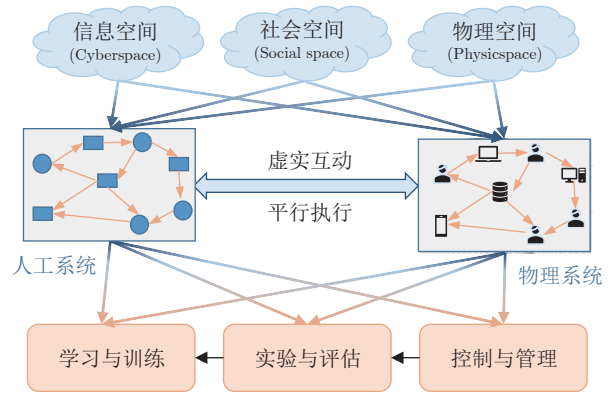 信息空间
(Cyberspace)
社会空间
(Social space)
物理空间
(Physicspace)
虚实互动
平行执行
人工系统
物理系统
学习与训练
实验与评估
控制与管理